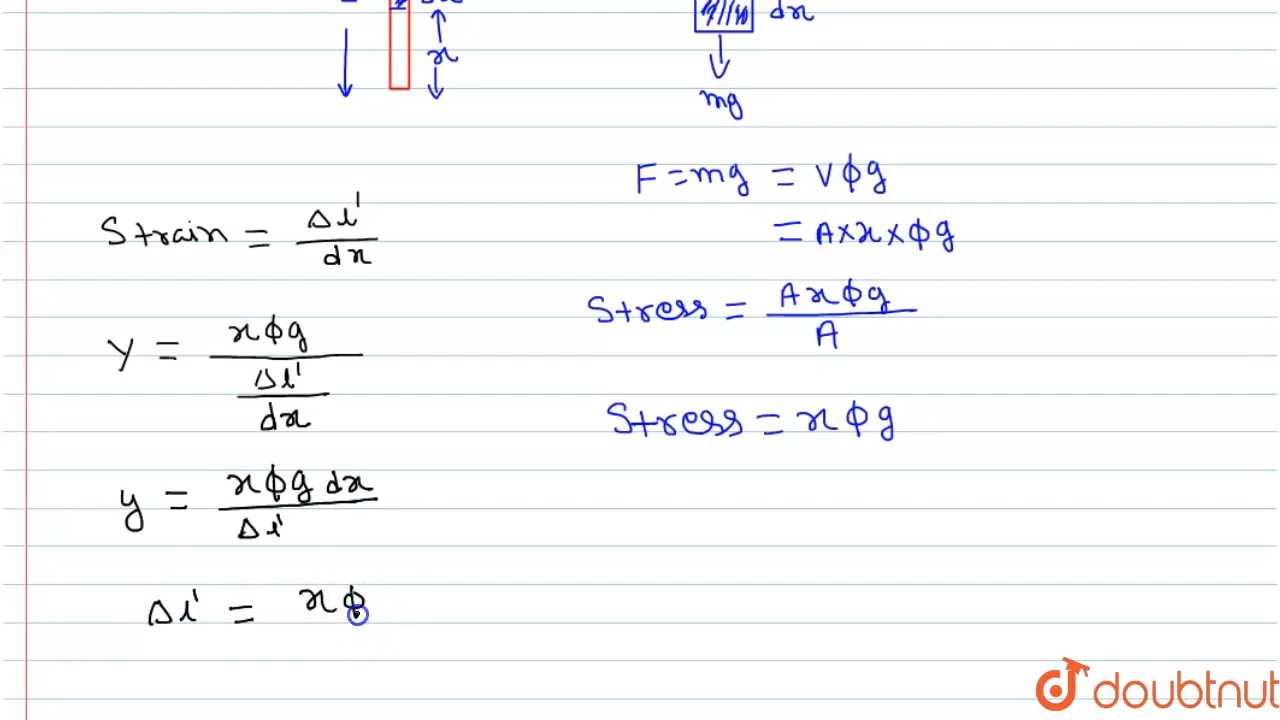 dx
x
dx
mg
F = mg = Vϕg
= A×x×ϕg
Strain = Δl' / dx
Stress = Axϕg / A
Y = xϕg / (Δl' / dx)
Stress = xϕg
y = xϕg dx / Δl'
Δl' = xϕ
doubtnut